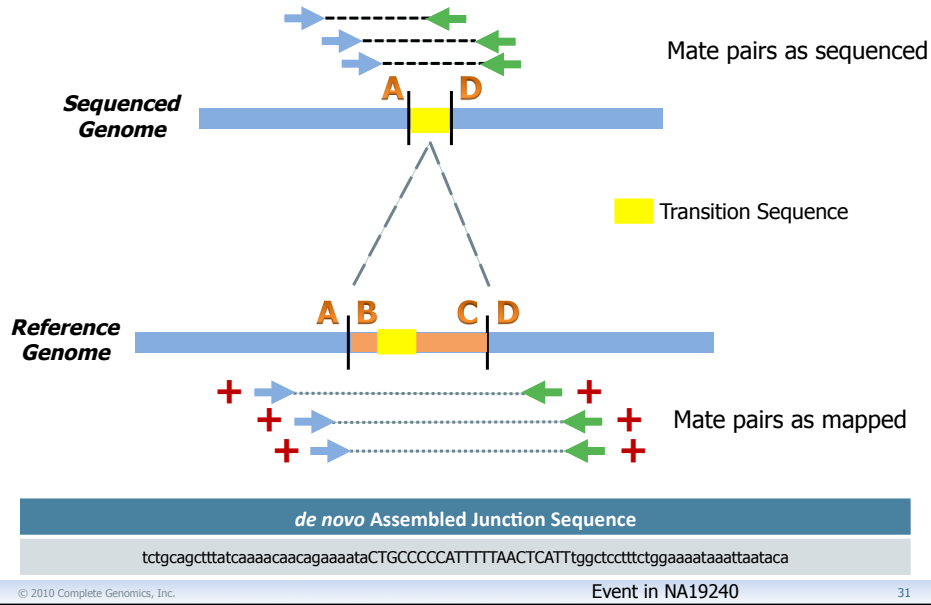 Mate pairs as sequenced
A D
Sequenced
Genome
Transition Sequence
A B C D
Reference
Genome
+ +
+ +
+ +
Mate pairs as mapped
de novo Assembled Junction Sequence
tctgcagctttatcaaaacaacagaaaataCTGCCCCCATTTTTAACTCATTtggctcctttctggaaaataaattaataca
© 2010 Complete Genomics, Inc.
Event in NA19240
31